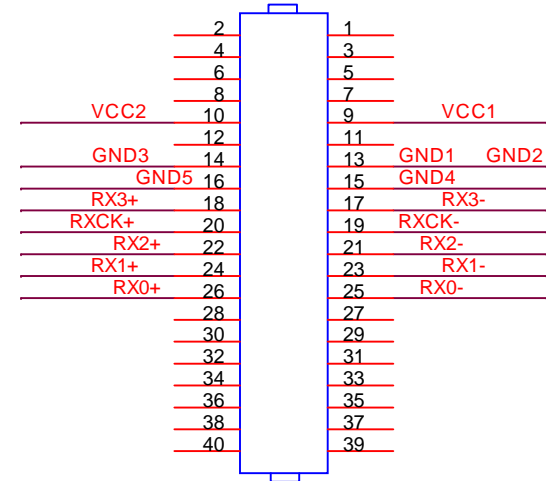 2 1
4 3
6 5
8 7
VCC2 10 9 VCC1
12 11
GND3 14 13 GND1 GND2
GND5 16 15 GND4
RX3+ 18 17 RX3-
RXCK+ 20 19 RXCK-
RX2+ 22 21 RX2-
RX1+ 24 23 RX1-
RX0+ 26 25 RX0-
28 27
30 29
32 31
34 33
36 35
38 37
40 39